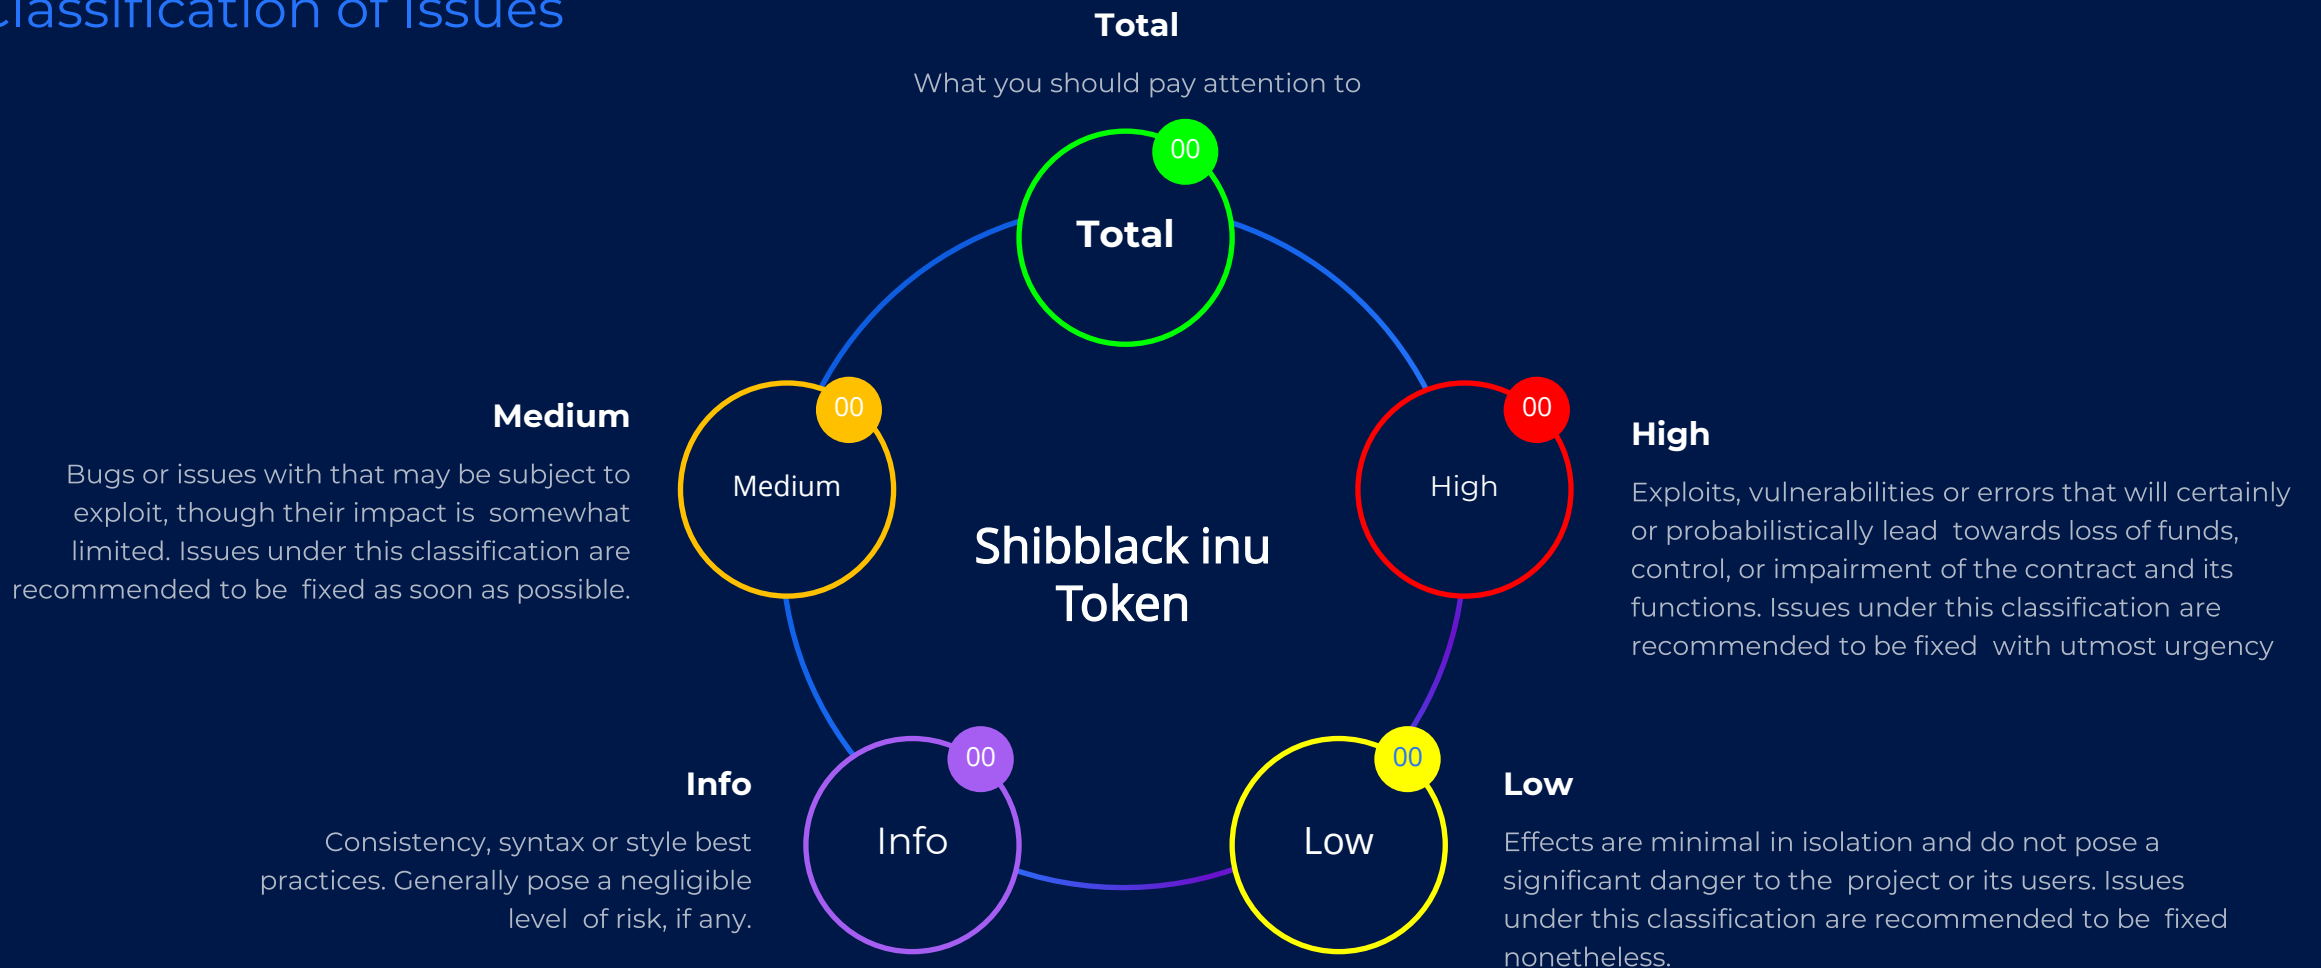 Classification of Issues
Total
What you should pay attention to
00
Total
Medium
Bugs or issues with that may be subject to
exploit, though their impact is somewhat
limited. Issues under this classification are
recommended to be fixed as soon as possible.
00
Medium
00
High
High
Exploits, vulnerabilities or errors that will certainly
or probabilistically lead towards loss of funds,
control, or impairment of the contract and its
functions. Issues under this classification are
recommended to be fixed with utmost urgency
Shibblack inu
Token
Info
Consistency, syntax or style best
practices. Generally pose a negligible
level of risk, if any.
00
Info
00
Low
Low
Effects are minimal in isolation and do not pose a
significant danger to the project or its users. Issues
under this classification are recommended to be fixed
nonetheless.